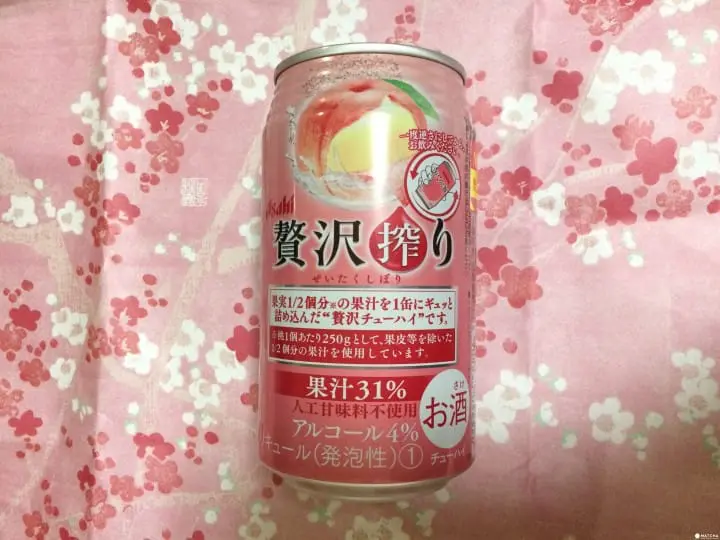 一度逆さにしてから
お飲みください。
Asahi
贅沢搾り
ぜいたくしぼり
果実1/2個分※の果汁を1缶にギュッと
詰め込んだ“贅沢チューハイ”です。
※桃1個あたり250gとして、果皮等を除いた
1/2個分の果汁を使用しています。
果汁31%
人工甘味料不使用
アルコール4%
リキュール(発泡性)①
さけ
お酒
チューハイ
MATCHA